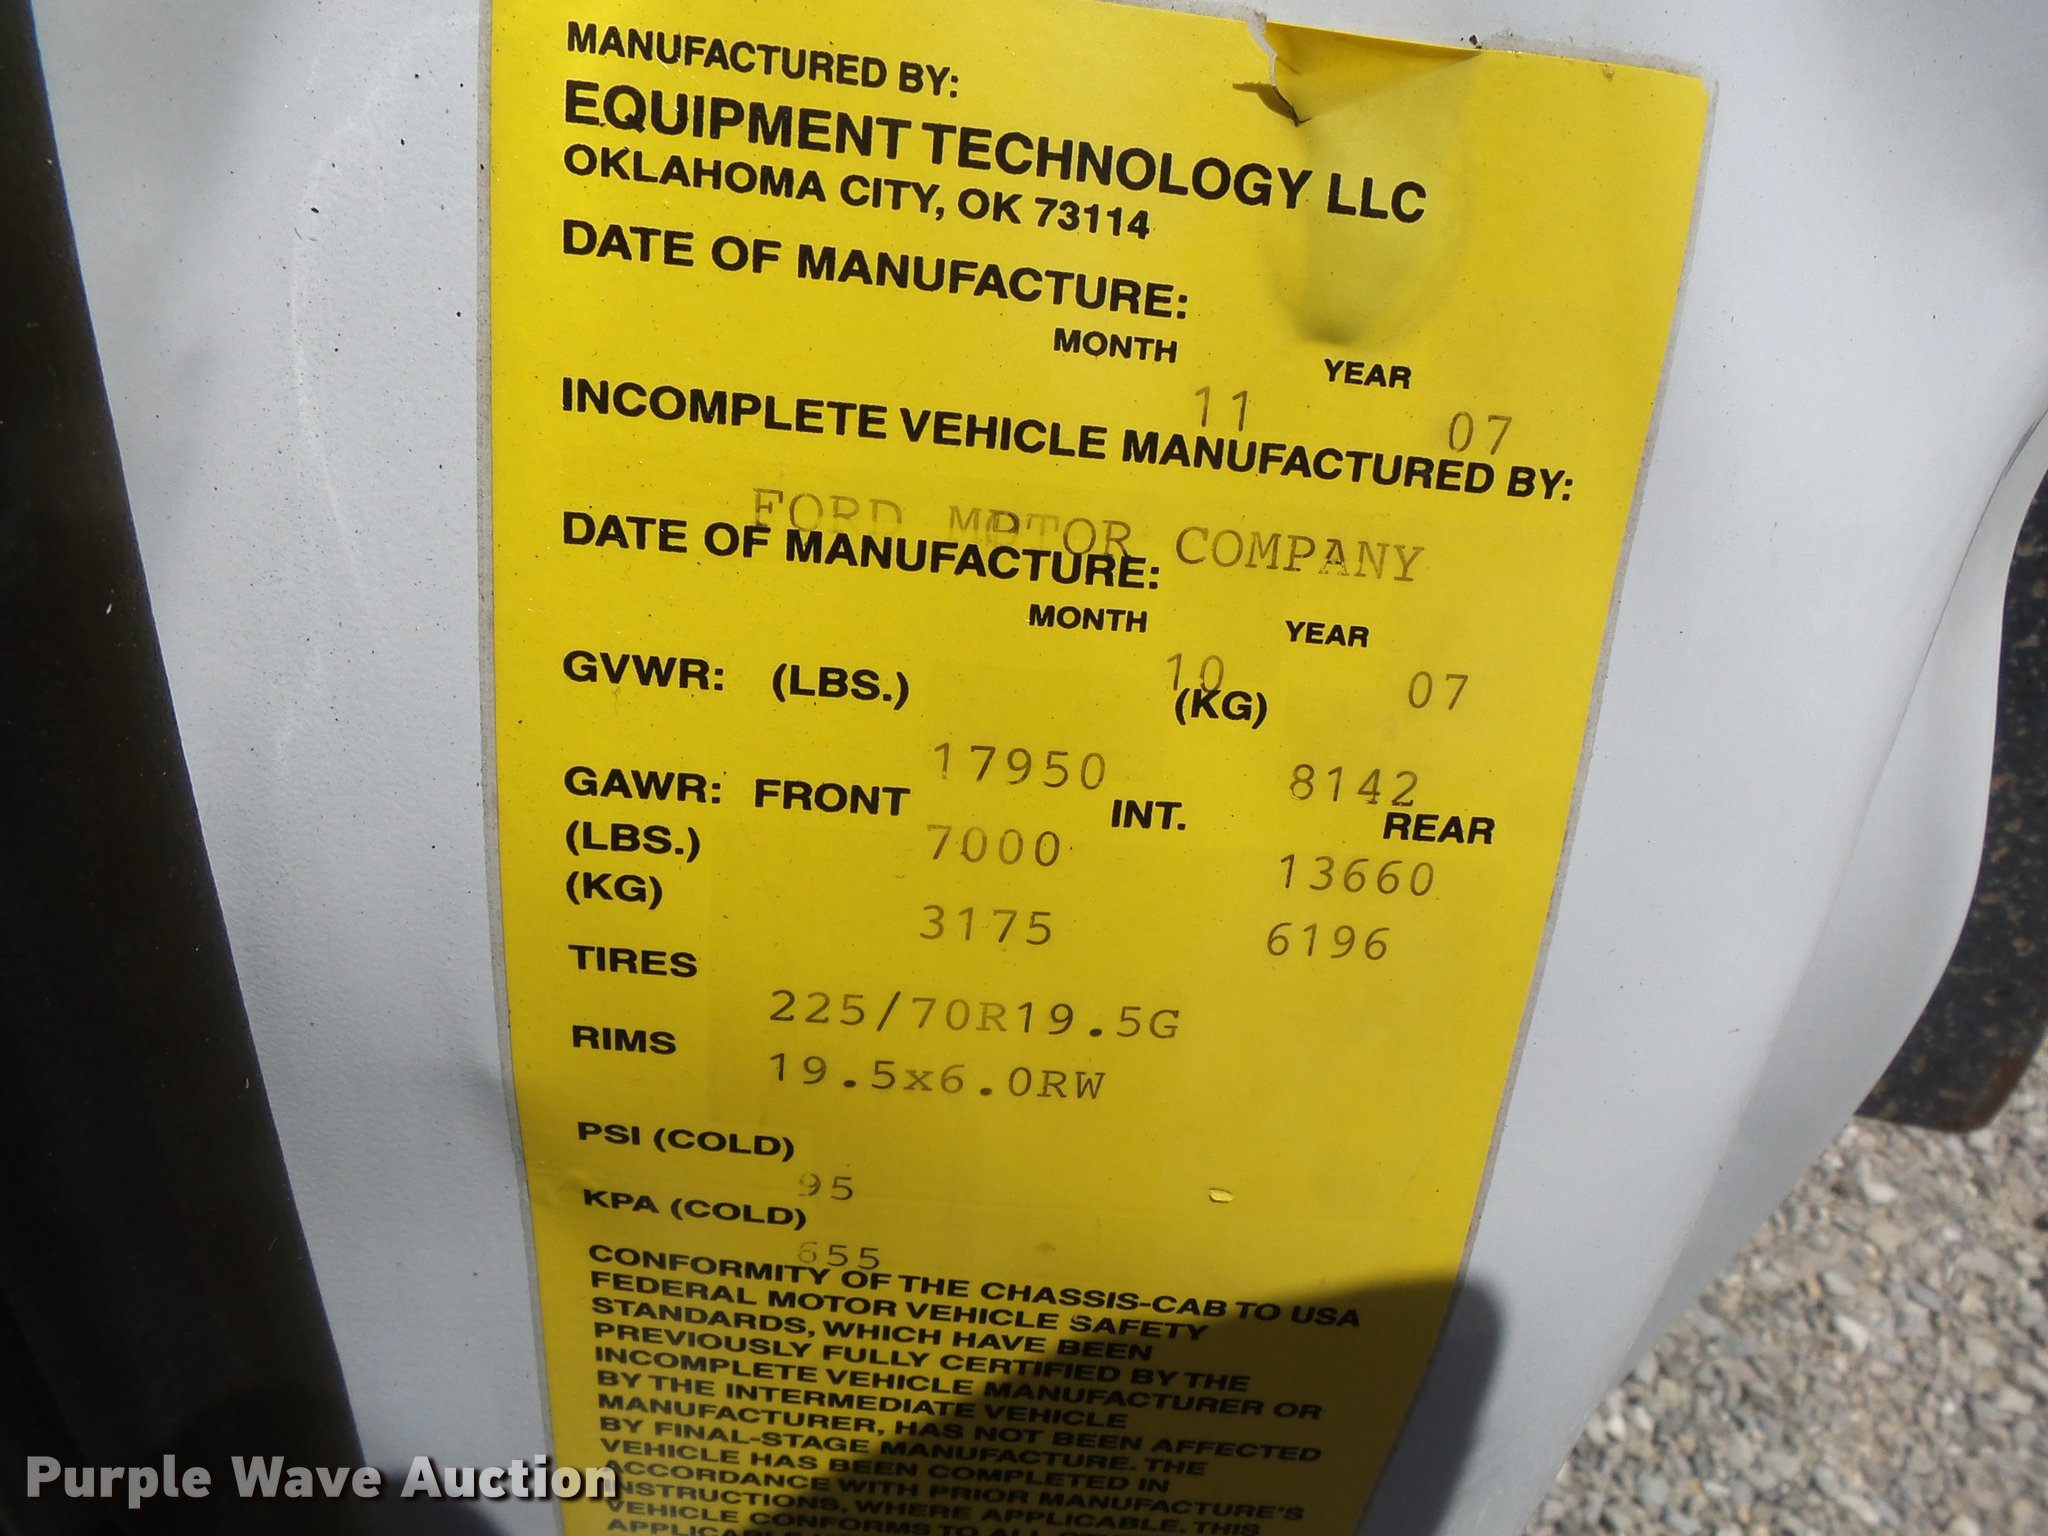 MANUFACTURED BY:
EQUIPMENT TECHNOLOGY LLC
OKLAHOMA CITY, OK 73114
DATE OF MANUFACTURE:
MONTH YEAR
11 07
INCOMPLETE VEHICLE MANUFACTURED BY:
FORD MOTOR COMPANY
DATE OF MANUFACTURE:
MONTH YEAR
10 07
GVWR: (LBS.) (KG)
17950 8142
GAWR: FRONT INT. REAR
(LBS.) 7000 13660
(KG) 3175 6196
TIRES
225/70R19.5G
RIMS
19.5x6.0RW
PSI (COLD)
95
KPA (COLD)
655
CONFORMITY OF THE CHASSIS-CAB TO USA
FEDERAL MOTOR VEHICLE SAFETY
STANDARDS, WHICH HAVE BEEN
PREVIOUSLY FULLY CERTIFIED BY THE
INCOMPLETE VEHICLE MANUFACTURER OR
BY THE INTERMEDIATE VEHICLE
MANUFACTURER, HAS NOT BEEN AFFECTED
BY FINAL-STAGE MANUFACTURE. THE
VEHICLE HAS BEEN COMPLETED IN
ACCORDANCE WITH PRIOR MANUFACTURE'S
INSTRUCTIONS, WHERE APPLICABLE. THIS
VEHICLE CONFORMS TO ALL
Purple Wave Auction